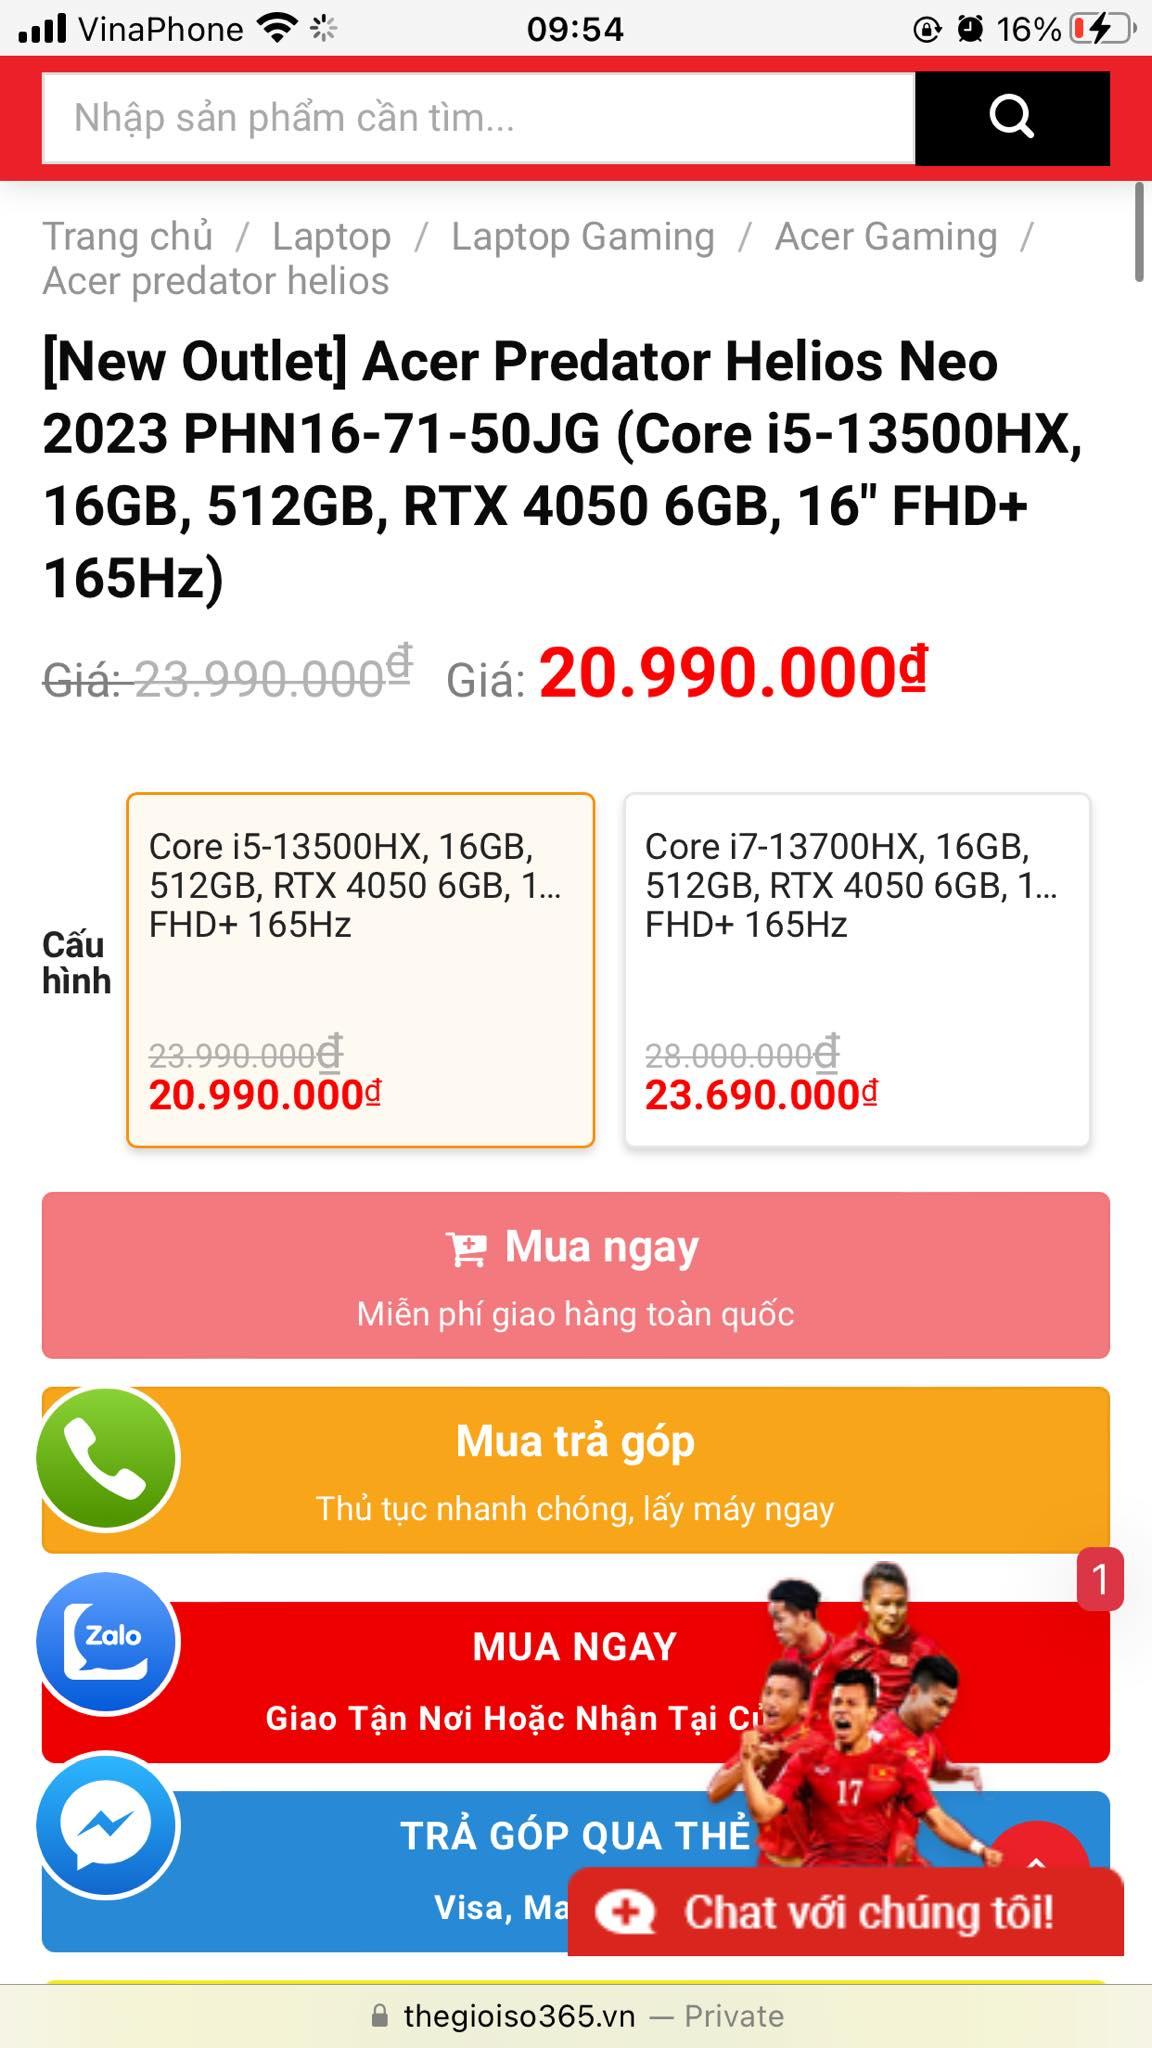 VinaPhone 09:54 16%
Nhập sản phẩm cần tìm...
Trang chủ / Laptop / Laptop Gaming / Acer Gaming /
Acer predator helios
[New Outlet] Acer Predator Helios Neo
2023 PHN16-71-50JG (Core i5-13500HX,
16GB, 512GB, RTX 4050 6GB, 16" FHD+
165Hz)
Giá: 23.990.000₫ Giá: 20.990.000₫
Cấu
hình
Core i5-13500HX, 16GB,
512GB, RTX 4050 6GB, 1...
FHD+ 165Hz
23.990.000₫
20.990.000₫
Core i7-13700HX, 16GB,
512GB, RTX 4050 6GB, 1...
FHD+ 165Hz
28.000.000₫
23.690.000₫
Mua ngay
Miễn phí giao hàng toàn quốc
Mua trả góp
Thủ tục nhanh chóng, lấy máy ngay
1
Zalo
MUA NGAY
Giao Tận Nơi Hoặc Nhận Tại
17
TRẢ GÓP QUA THẺ
Visa,
Chat với chúng tôi!
thegioiso365.vn — Private